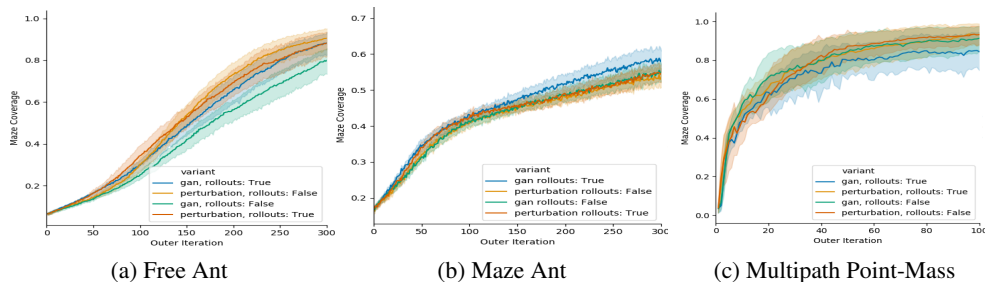 1.0
0.8
0.6
0.4
0.2
Maze Coverage
variant
gan, rollouts: True
perturbation, rollouts: False
gan, rollouts: False
perturbation, rollouts: True
0 50 100 150 200 250 300
Outer Iteration
(a) Free Ant
0.7
0.6
0.5
0.4
0.3
0.2
Maze Coverage
variant
gan rollouts: True
perturbation rollouts: False
gan rollouts: False
perturbation rollouts: True
0 50 100 150 200 250 300
Outer Iteration
(b) Maze Ant
1.0
0.8
0.6
0.4
0.2
0.0
Maze Coverage
variant
gan, rollouts: True
perturbation, rollouts: True
gan, rollouts: False
perturbation, rollouts: False
0 20 40 60 80 100
Outer Iteration
(c) Multipath Point-Mass